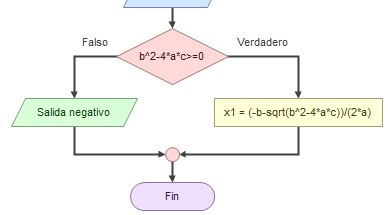 Falso
Verdadero
b^2-4*a*c>=0
Salida negativo
x1 = (-b-sqrt(b^2-4*a*c))/(2*a)
Fin